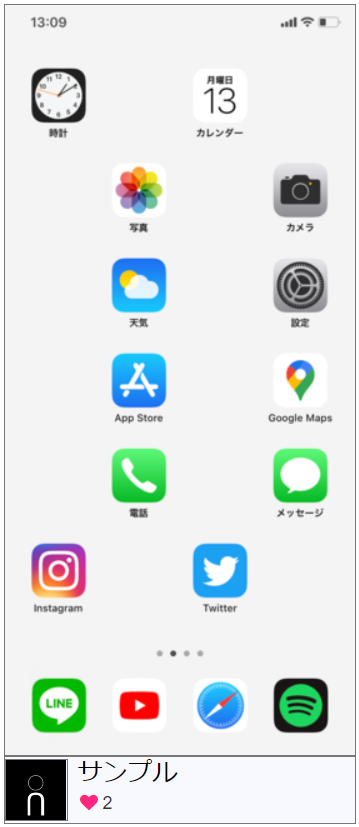 13:09
月曜日
13
時計
カレンダー
写真
カメラ
天気
設定
App Store
Google Maps
電話
メッセージ
Instagram
Twitter
LINE
サンプル
2